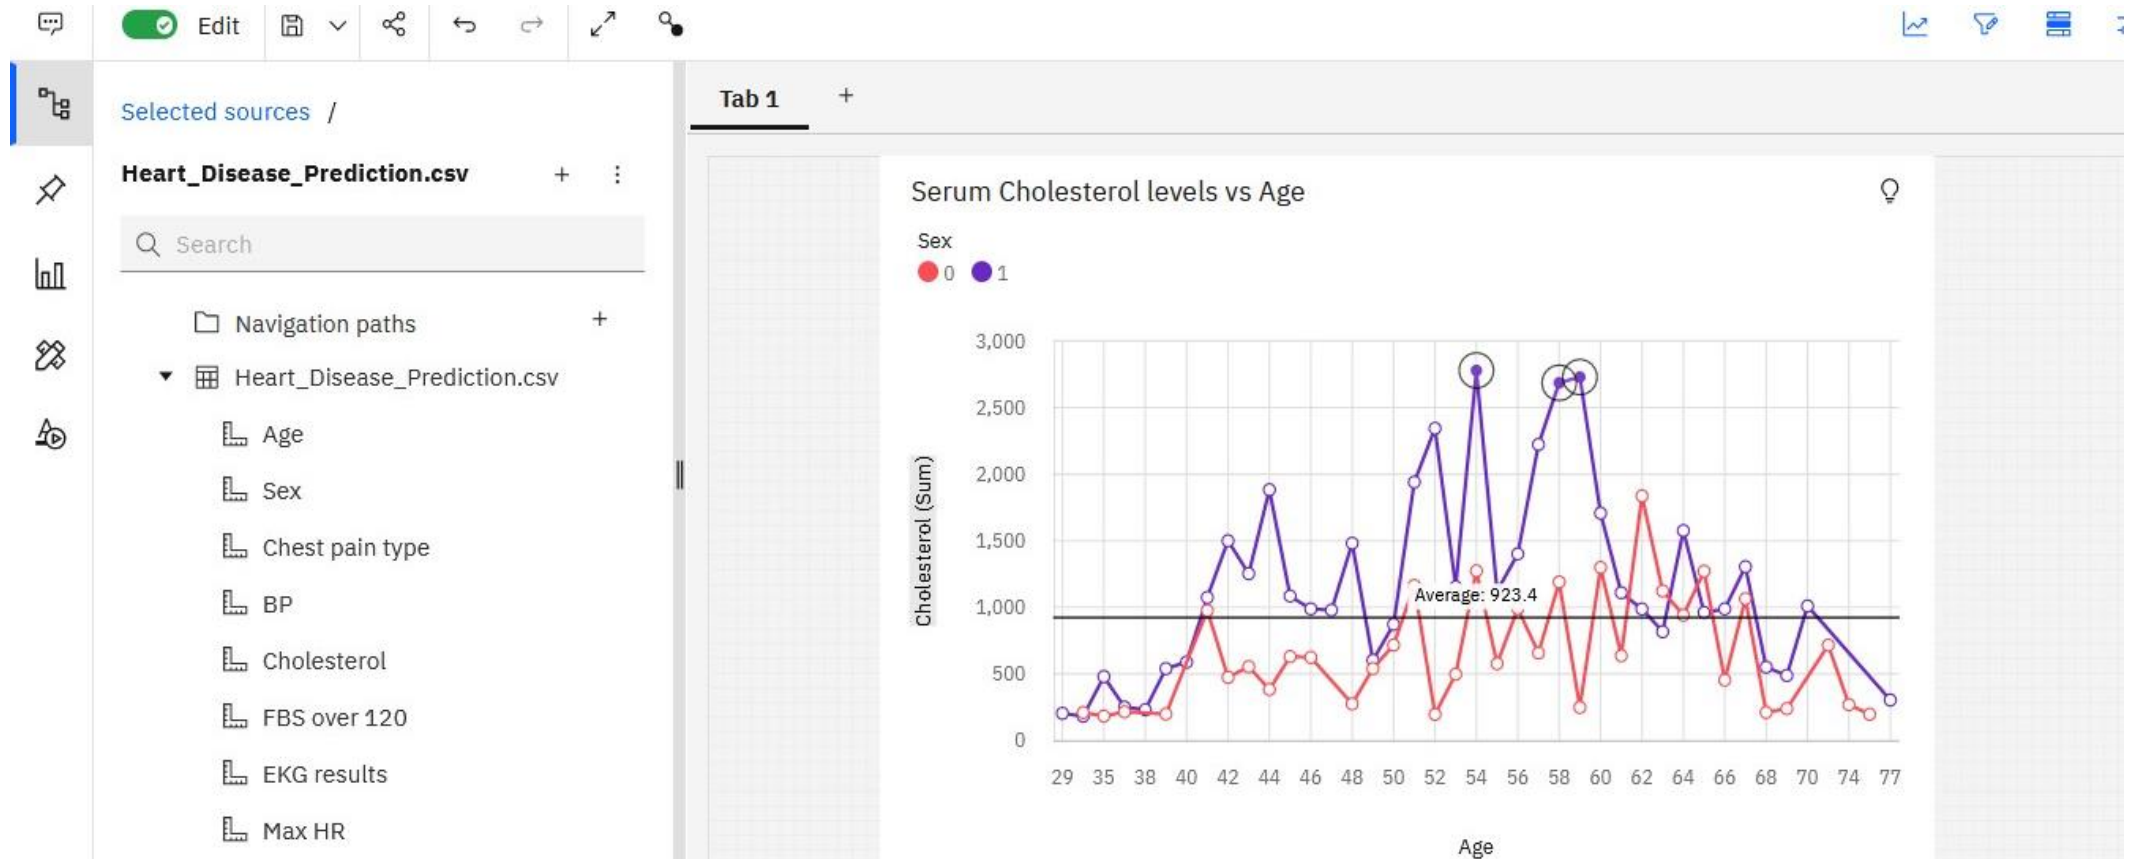 Edit
Selected sources /
Heart_Disease_Prediction.csv
Search
Navigation paths
Heart_Disease_Prediction.csv
Age
Sex
Chest pain type
BP
Cholesterol
FBS over 120
EKG results
Max HR
Tab 1
Serum Cholesterol levels vs Age
Sex
0 1
3,000
2,500
2,000
1,500
1,000
500
0
Cholesterol (Sum)
Average: 923.4
29 35 38 40 42 44 46 48 50 52 54 56 58 60 62 64 66 68 70 74 77
Age